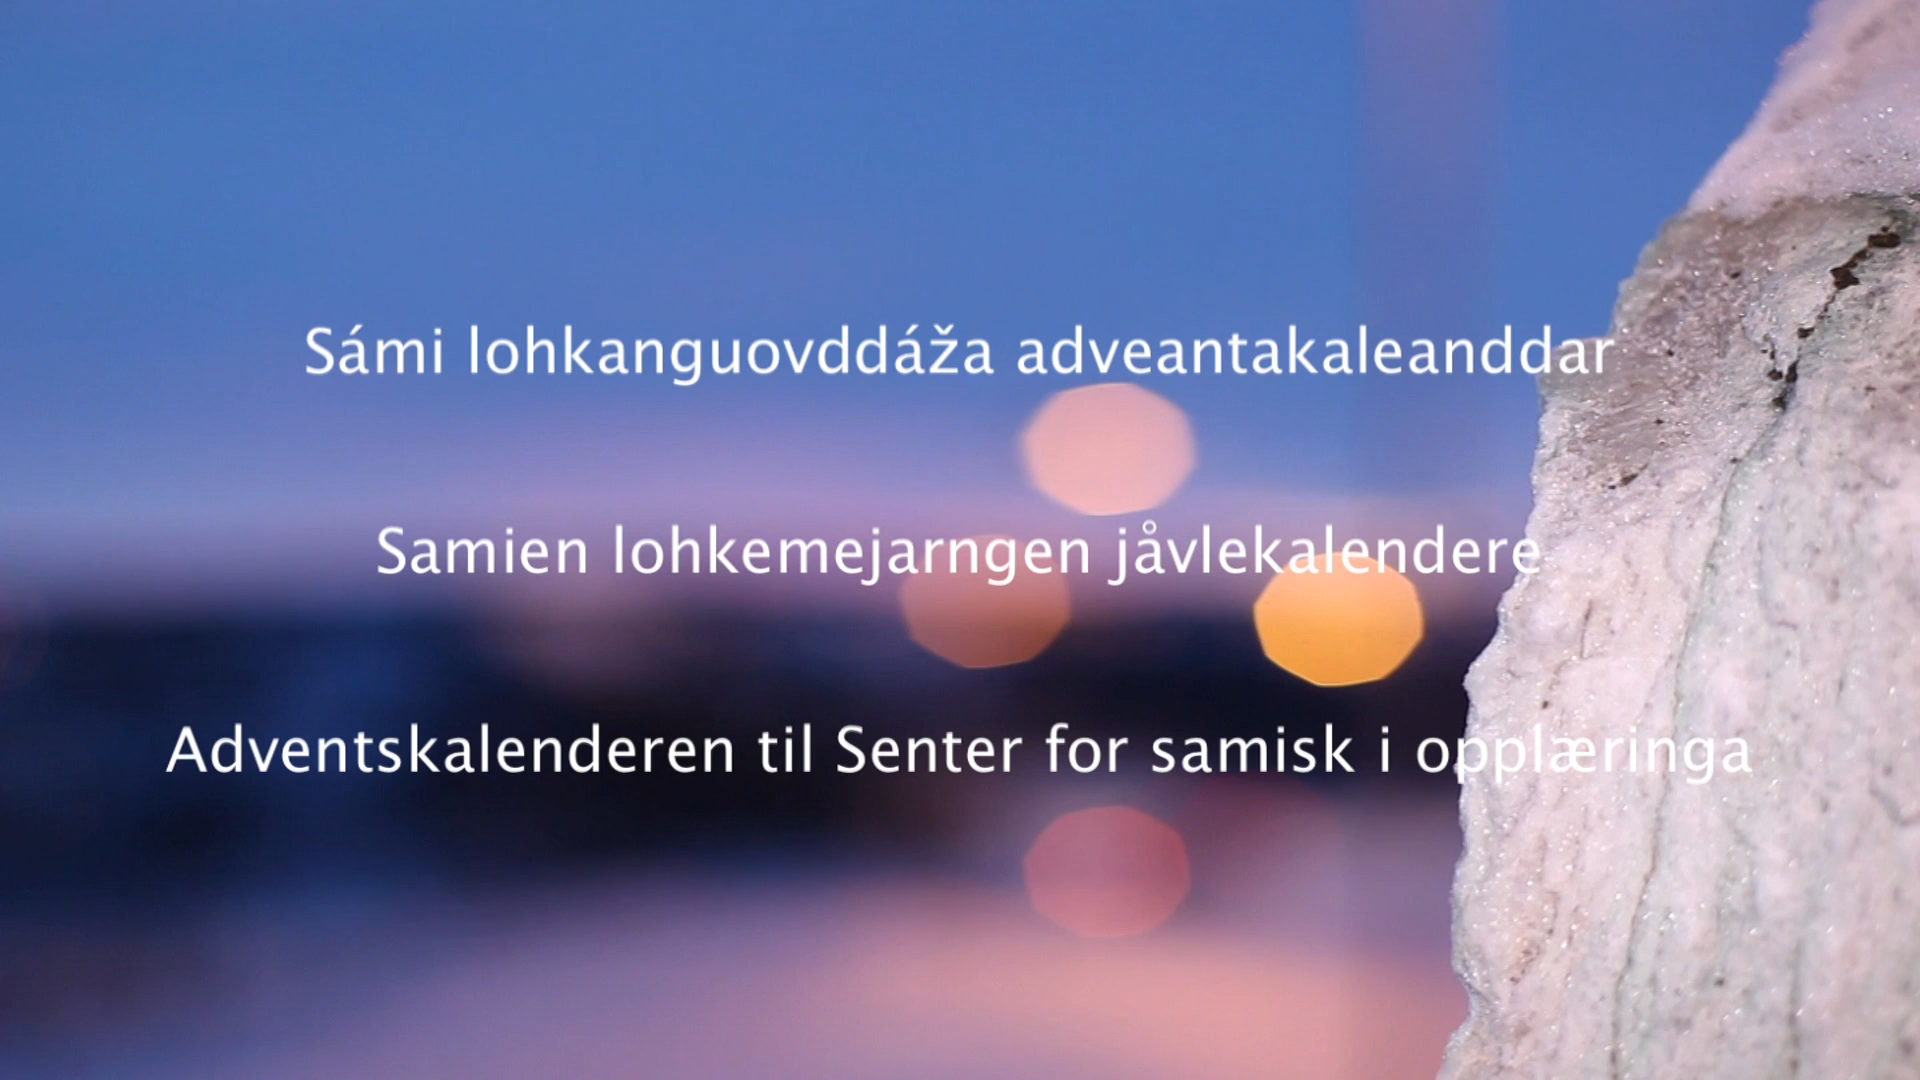 Sámi lohkanguovddáža adveantakaleanddar
Samien lohkemejarngen jåvlekalendere
Adventskalenderen til Senter for samisk i opplæringa